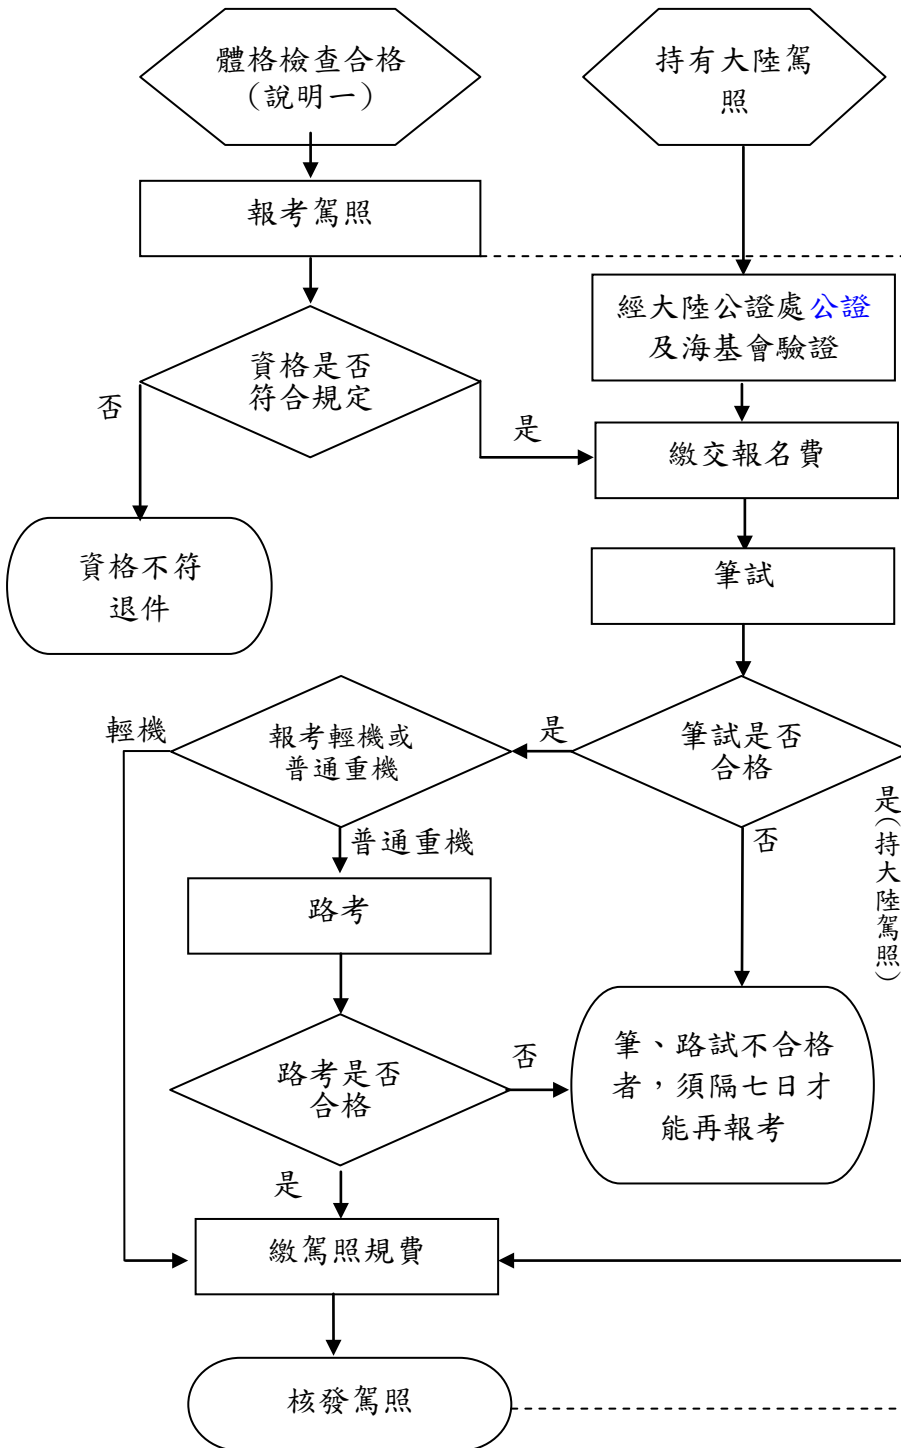 體格檢查合格
（說明一）
持有大陸駕
照
報考駕照
經大陸公證處公證
及海基會驗證
資格是否
符合規定
否
是
繳交報名費
資格不符
退件
筆試
輕機
報考輕機或
普通重機
是
筆試是否
合格
是(持大陸駕照)
普通重機
否
路考
路考是否
合格
否
筆、路試不合格
者，須隔七日才
能再報考
是
繳駕照規費
核發駕照